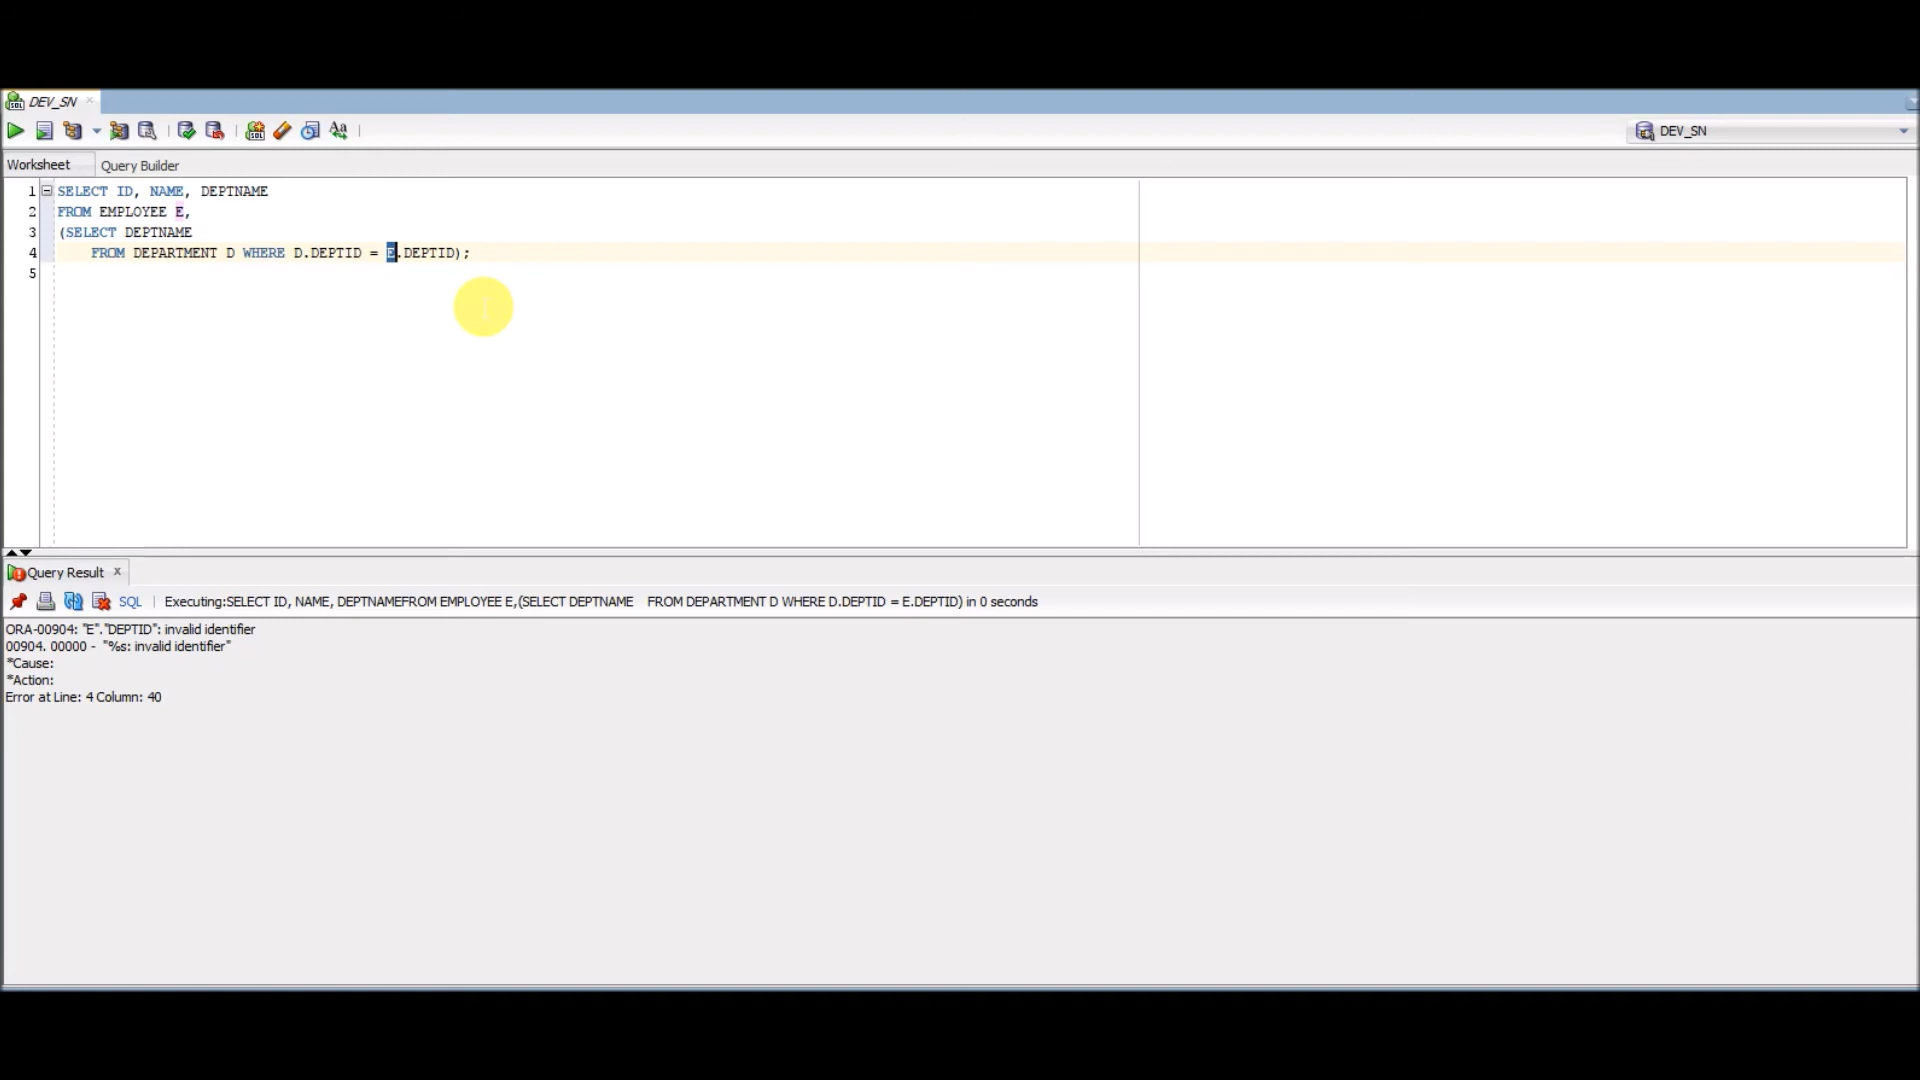 DEV_SN
DEV_SN
Worksheet Query Builder
1 SELECT ID, NAME, DEPTNAME
2 FROM EMPLOYEE E,
3 (SELECT DEPTNAME
4 FROM DEPARTMENT D WHERE D.DEPTID = E.DEPTID);
5
Query Result x
SQL | Executing:SELECT ID, NAME, DEPTNAMEFROM EMPLOYEE E,(SELECT DEPTNAME FROM DEPARTMENT D WHERE D.DEPTID = E.DEPTID) in 0 seconds
ORA-00904: "E"."DEPTID": invalid identifier
00904. 00000 - "%s: invalid identifier"
*Cause:
*Action:
Error at Line: 4 Column: 40